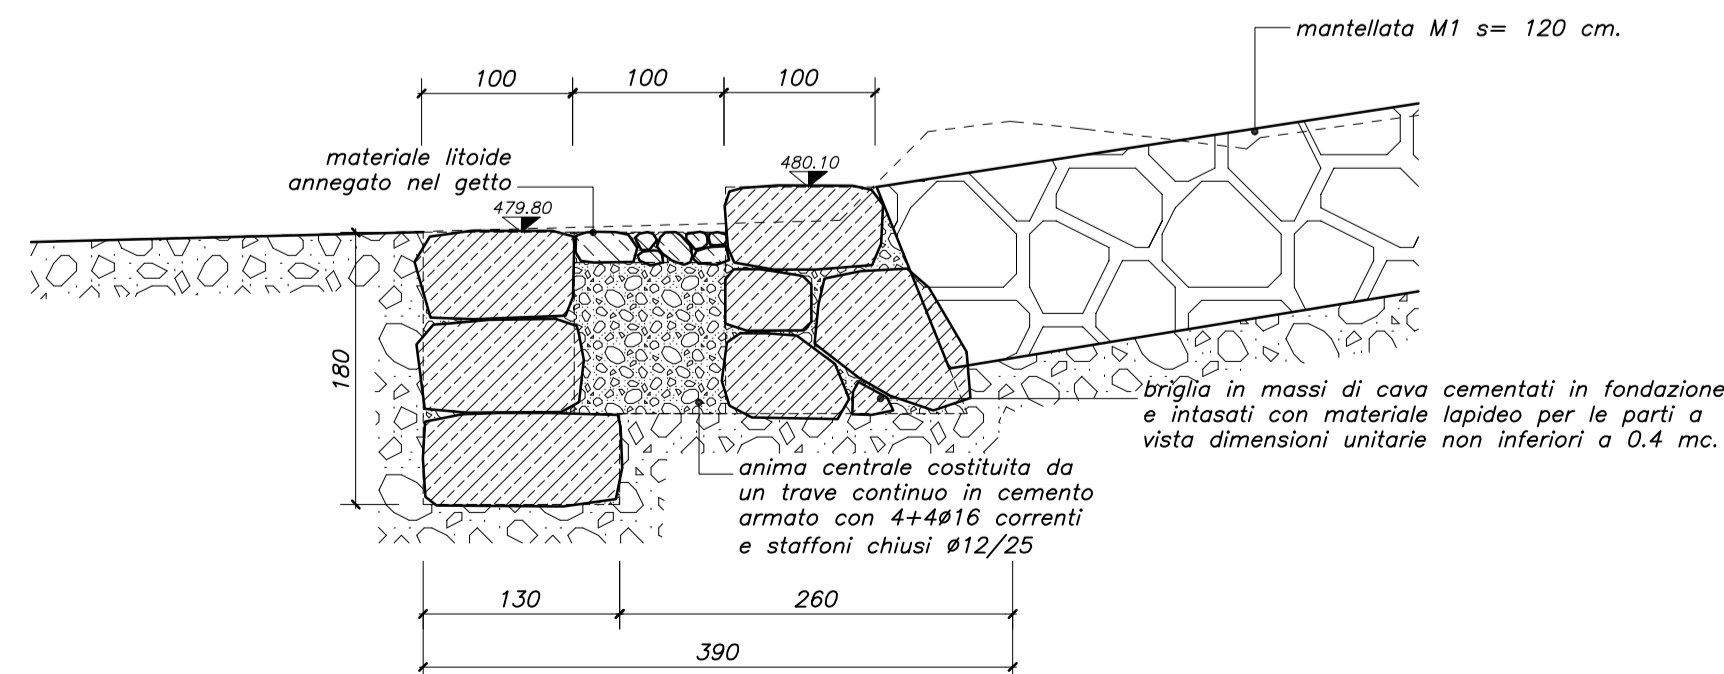 mantellata M1 s= 120 cm.
100
100
100
materiale litoide
annegato nel getto
480.10
479.80
180
briglia in massi di cava cementati in fondazione
e intasati con materiale lapideo per le parti a
vista dimensioni unitarie non inferiori a 0.4 mc.
anima centrale costituita da
un trave continuo in cemento
armato con 4+4ø16 correnti
e staffoni chiusi ø12/25
130
260
390